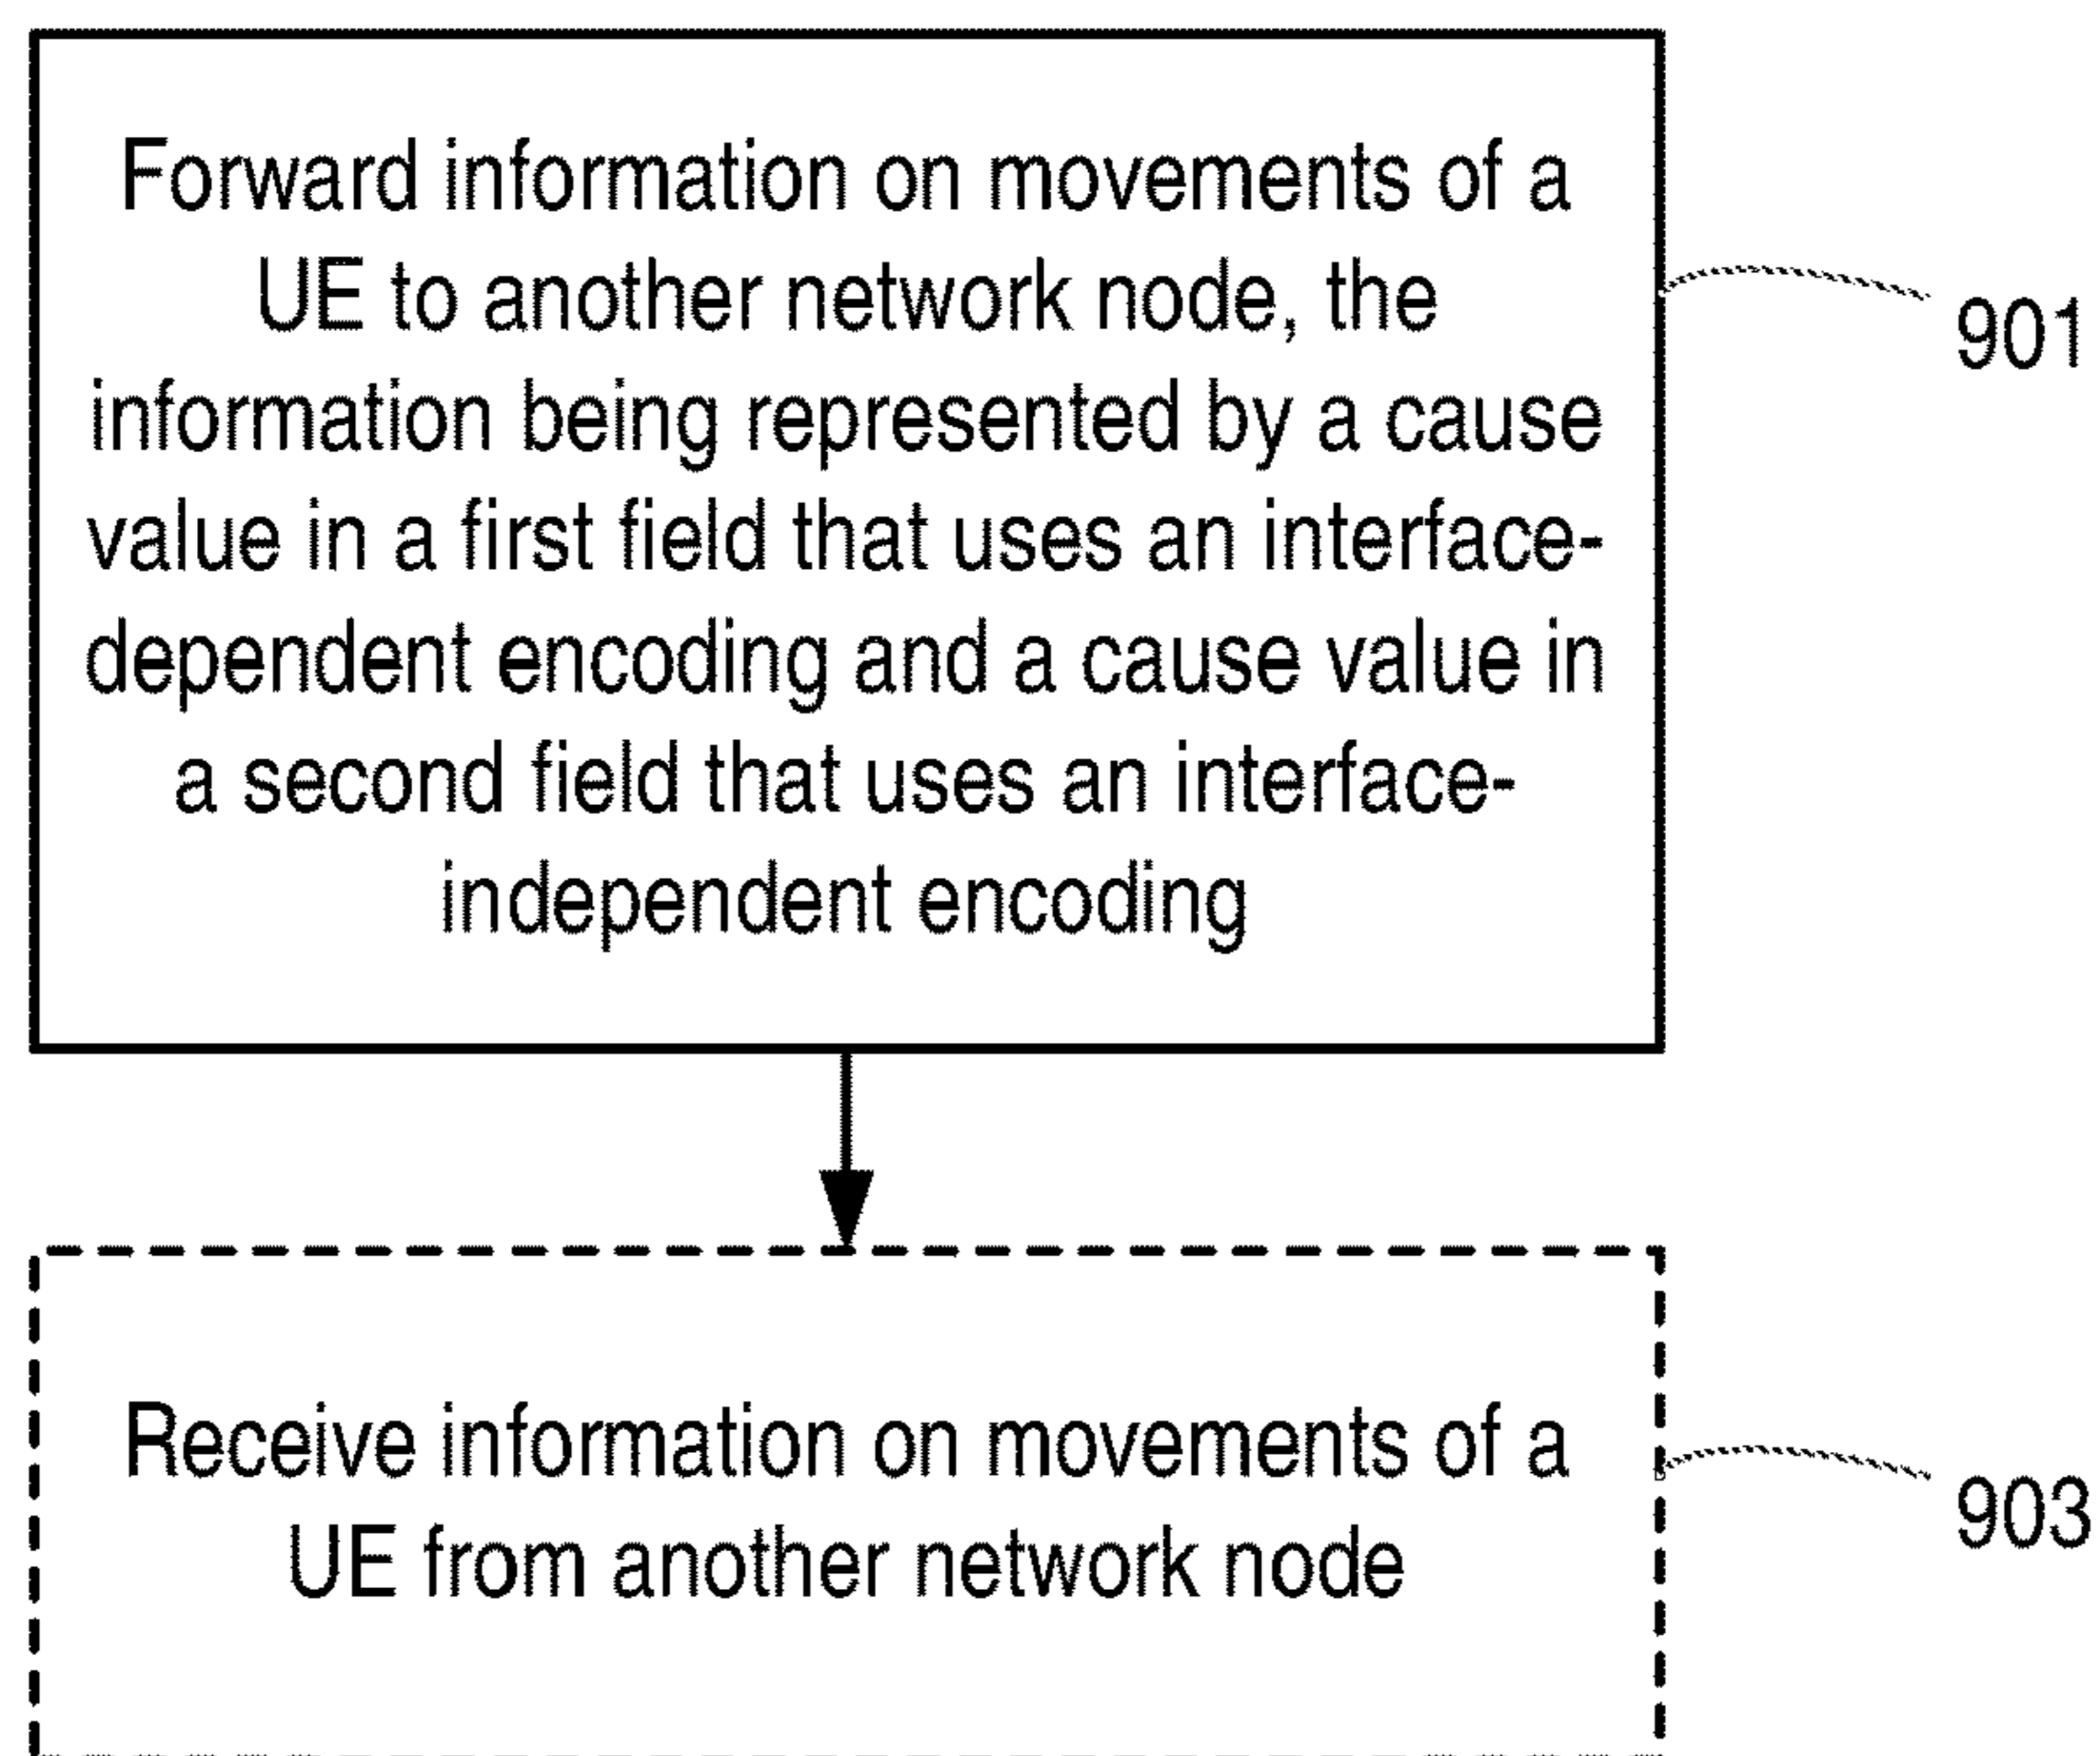 Forward information on movements of a
UE to another network node, the
information being represented by a cause
value in a first field that uses an interface-
dependent encoding and a cause value in
a second field that uses an interface-
independent encoding
901
Receive information on movements of a
UE from another network node
903